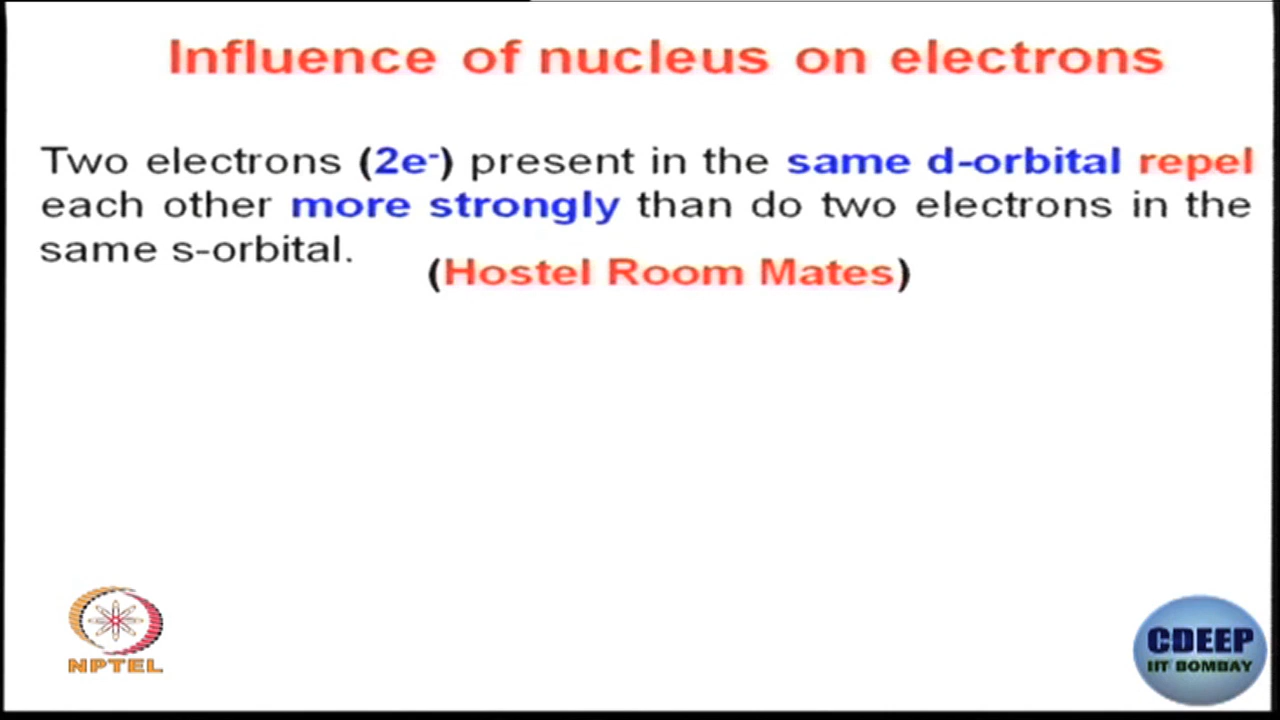 Influence of nucleus on electrons
Two electrons (2e-) present in the same d-orbital repel
each other more strongly than do two electrons in the
same s-orbital.
(Hostel Room Mates)
NPTEL
CDEEP
IIT BOMBAY